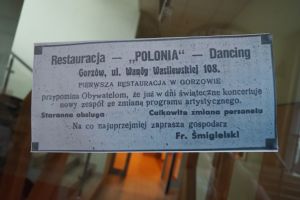 Restauracja — „POLONIA" — Dancing
Gorzów, ul. Wandy Wasilewskiej 108.
PIERWSZA RESTAURACJA W GORZOWIE
przypomina Obywatelom, że już w dni świąteczne koncertuje
nowy zespół ze zmianą programu artystycznego.
Staranna obsługa Całkowita zmiana personelu
Na co najuprzejmiej zaprasza gospodarz
Fr. Śmigielski